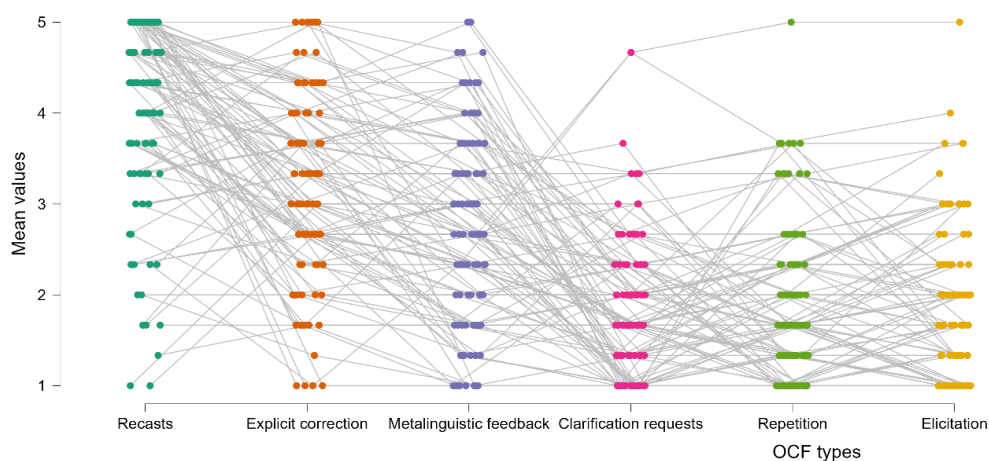 5
4
3
2
1
Mean values
Recasts
Explicit correction
Metalinguistic feedback
Clarification requests
Repetition
Elicitation
OCF types